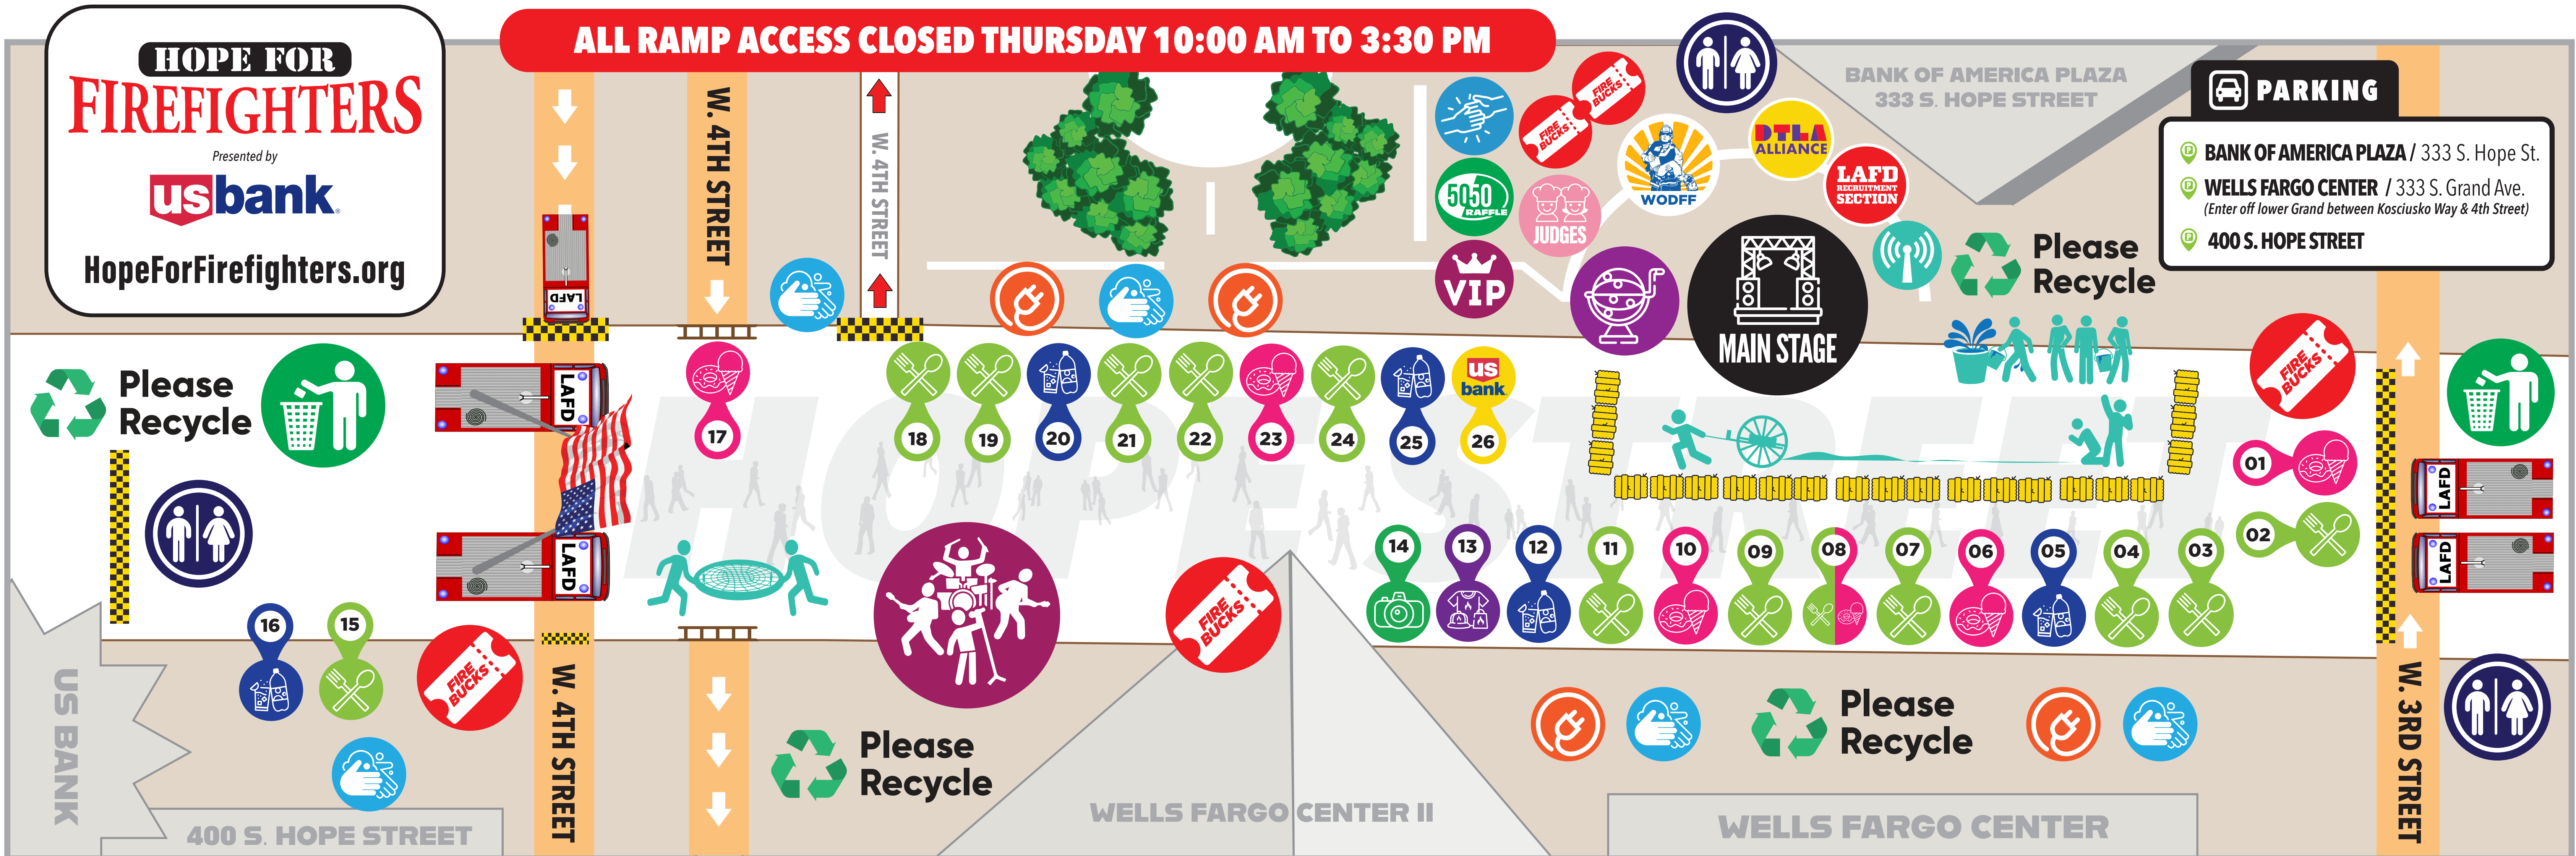 HOPE FOR
FIREFIGHTERS
Presented by
usbank®
HopeForFirefighters.org
ALL RAMP ACCESS CLOSED THURSDAY 10:00 AM TO 3:30 PM
W. 4TH STREET
W. 4TH STREET
LAFD
FIRE BUCKS
FIRE BUCKS
5050
RAFFLE
JUDGES
VIP
WODFF
DTLA
ALLIANCE
LAFD
RECRUITMENT
SECTION
MAIN STAGE
BANK OF AMERICA PLAZA
333 S. HOPE STREET
Please
Recycle
PARKING
P BANK OF AMERICA PLAZA / 333 S. Hope St.
P WELLS FARGO CENTER / 333 S. Grand Ave.
(Enter off lower Grand between Kosciusko Way & 4th Street)
P 400 S. HOPE STREET
Please
Recycle
LAFD
LAFD
HOPE STREET
17
18
19
20
21
22
23
24
25
us
bank
26
FIRE BUCKS
01
02
LAFD
LAFD
14
13
12
11
10
09
08
07
06
05
04
03
16
15
FIRE BUCKS
FIRE BUCKS
W. 4TH STREET
W. 3RD STREET
US BANK
400 S. HOPE STREET
Please
Recycle
WELLS FARGO CENTER II
Please
Recycle
WELLS FARGO CENTER